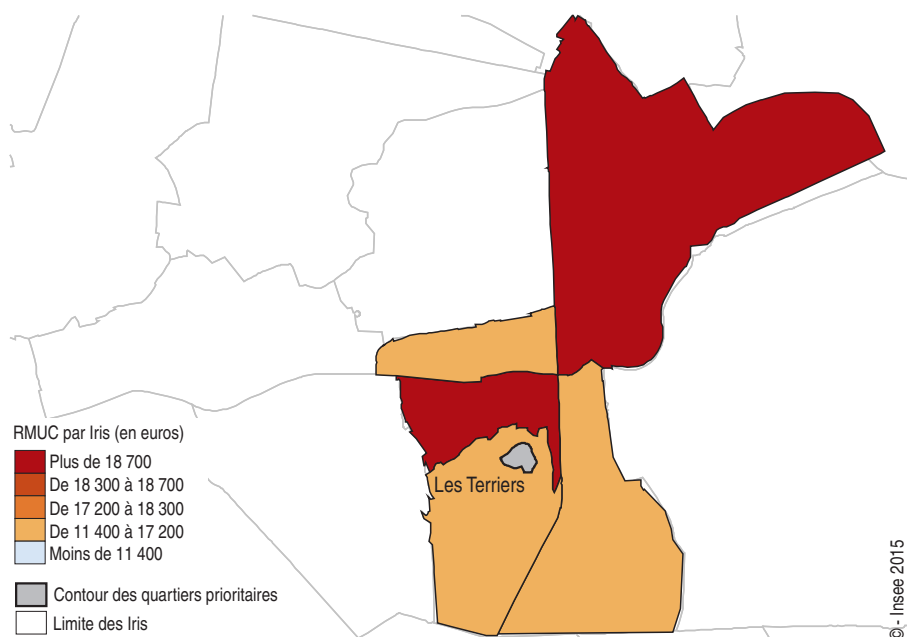 Les Terriers
RMUC par Iris (en euros)
Plus de 18 700
De 18 300 à 18 700
De 17 200 à 18 300
De 11 400 à 17 200
Moins de 11 400
Contour des quartiers prioritaires
Limite des Iris
© - Insee 2015